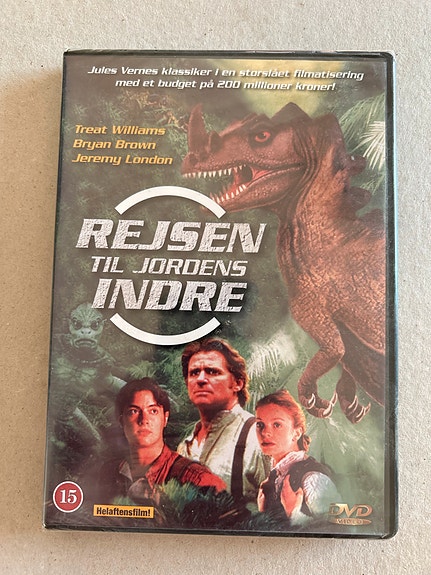 Jules Vernes klassiker i en storslået filmatisering
med et budget på 200 millioner kroner!
Treat Williams
Bryan Brown
Jeremy London
REJSEN
TIL JORDENS
INDRE
15
Helaftensfilm!
DVD
VIDEO